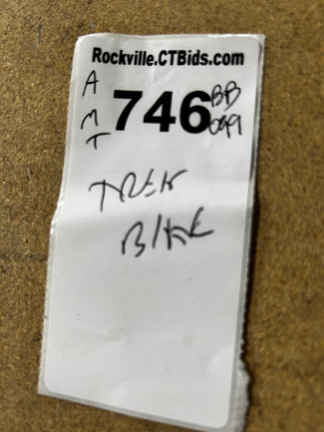 Rockville.CTBids.com
A M T
746
BB
099
TREK
BIKE